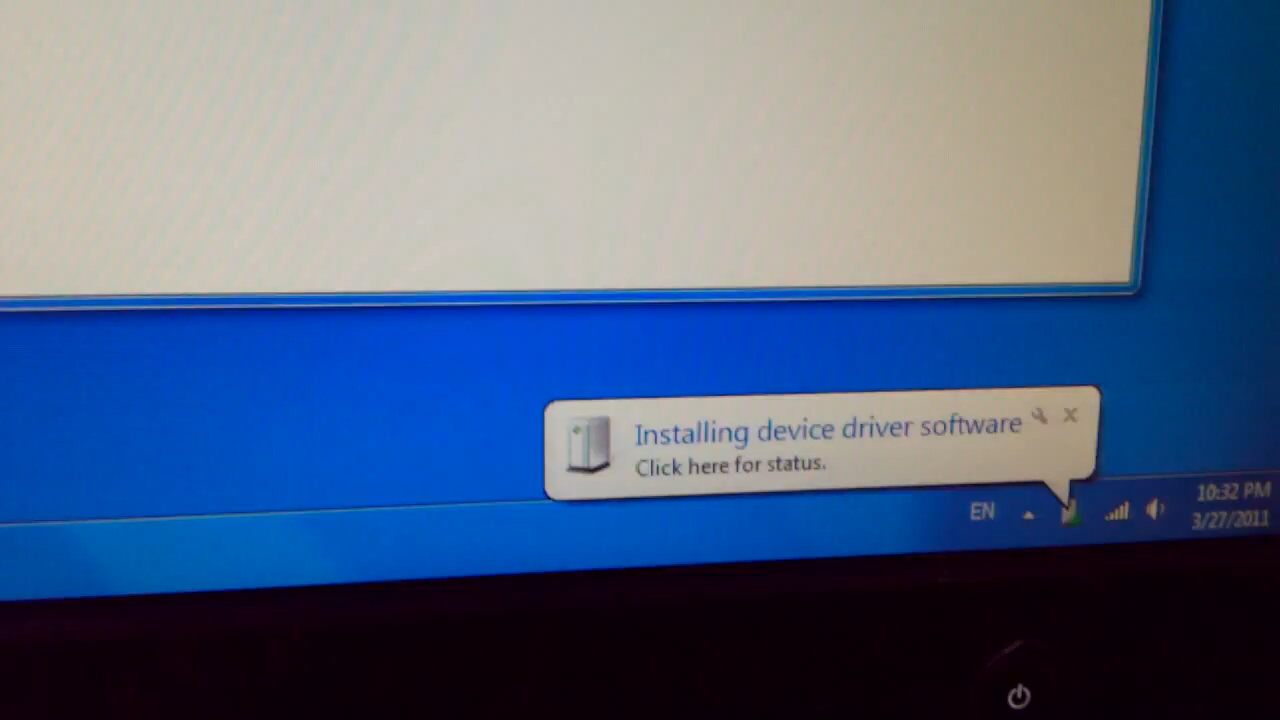 Installing device driver software
Click here for status.
EN
10:32 PM
3/27/2011